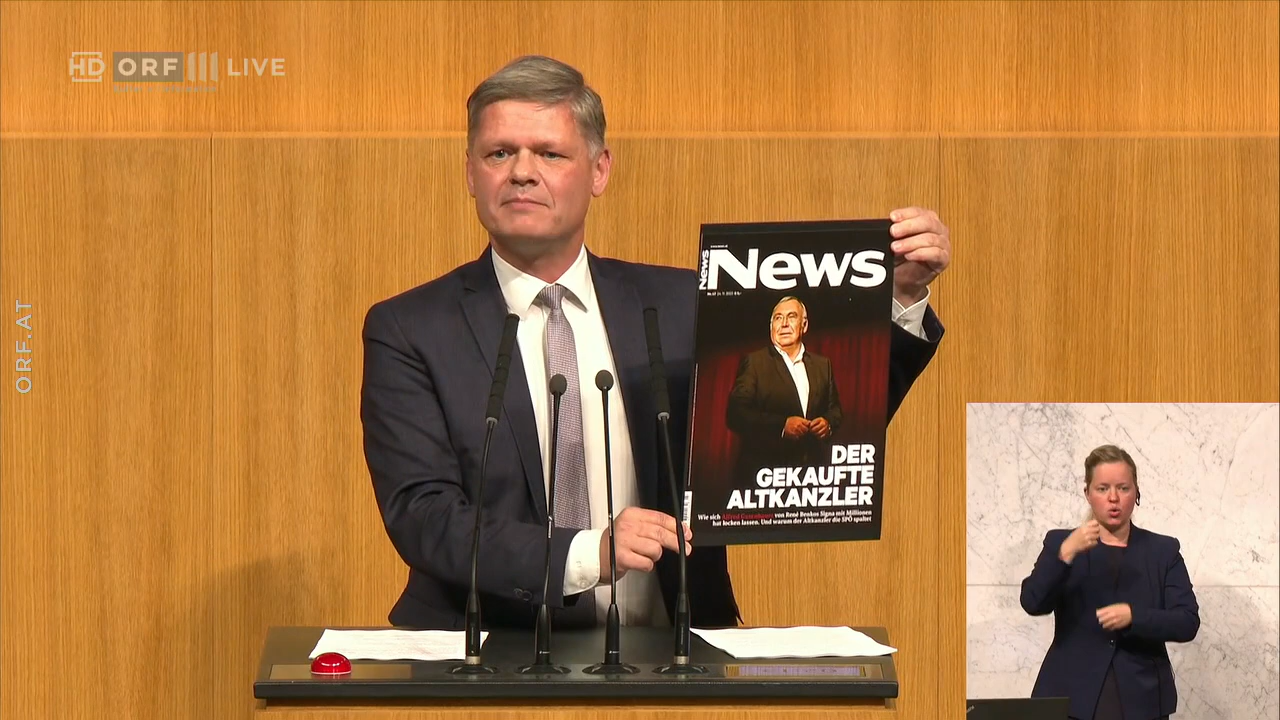 HD ORF III LIVE
ORF.AT
News
News
DER
GEKAUFTE
ALTKANZLER
Wie sich Alfred Gusenbauer von René Benkos Signa mit Millionen
hat locken lassen. Und warum der Altkanzler die SPÖ spaltet